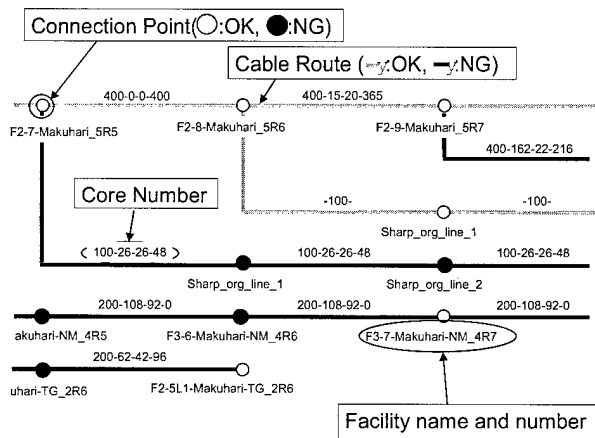 Connection Point(○:OK, ●:NG)
Cable Route (-y:OK, -y:NG)
400-0-0-400
400-15-20-365
F2-7-Makuhari_5R5
F2-8-Makuhari_5R6
F2-9-Makuhari_5R7
400-162-22-216
Core Number
-100-
-100-
Sharp_org_line_1
( 100-26-26-48 )
100-26-26-48
100-26-26-48
Sharp_org_line_1
Sharp_org_line_2
200-108-92-0
200-108-92-0
200-108-92-0
akuhari-NM_4R5
F3-6-Makuhari-NM_4R6
F3-7-Makuhari-NM_4R7
200-62-42-96
uhari-TG_2R6
F2-5L1-Makuhari-TG_2R6
Facility name and number